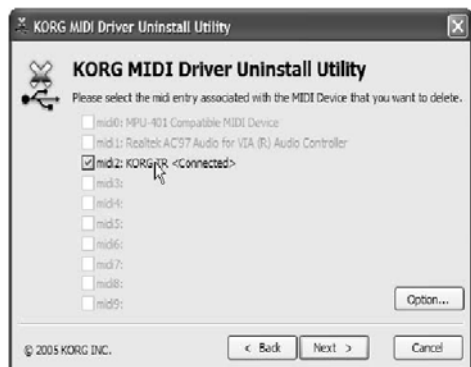 KORG MIDI Driver Uninstall Utility
KORG MIDI Driver Uninstall Utility
Please select the midi entry associated with the MIDI Device that you want to delete.
midi0: MPU-401 Compatible MIDI Device
midi1: Realtek AC'97 Audio for VIA (R) Audio Controller
midi2: KORG TR <Connected>
midi3:
midi4:
midi5:
midi6:
midi7:
midi8:
midi9:
Option...
© 2005 KORG INC.
< Back
Next >
Cancel